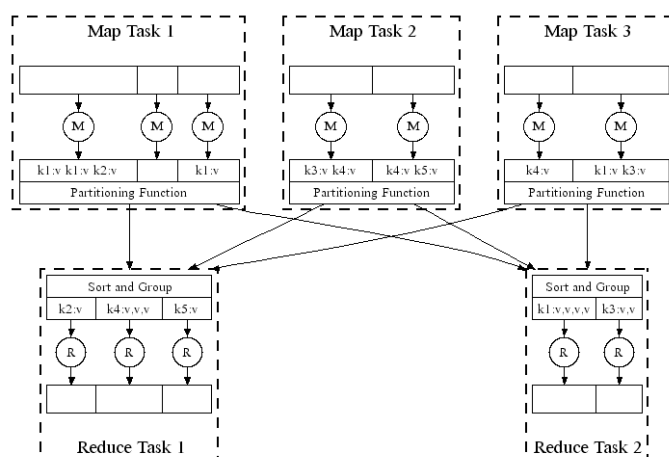 Map Task 1
Map Task 2
Map Task 3
M M M M M M M
k1:v k1:v k2:v k1:v k3:v k4:v k4:v k5:v k4:v k1:v k3:v
Partitioning Function Partitioning Function Partitioning Function
Sort and Group Sort and Group
k2:v k4:v,v,v k5:v k1:v,v,v,v k3:v,v
R R R R R
Reduce Task 1 Reduce Task 2